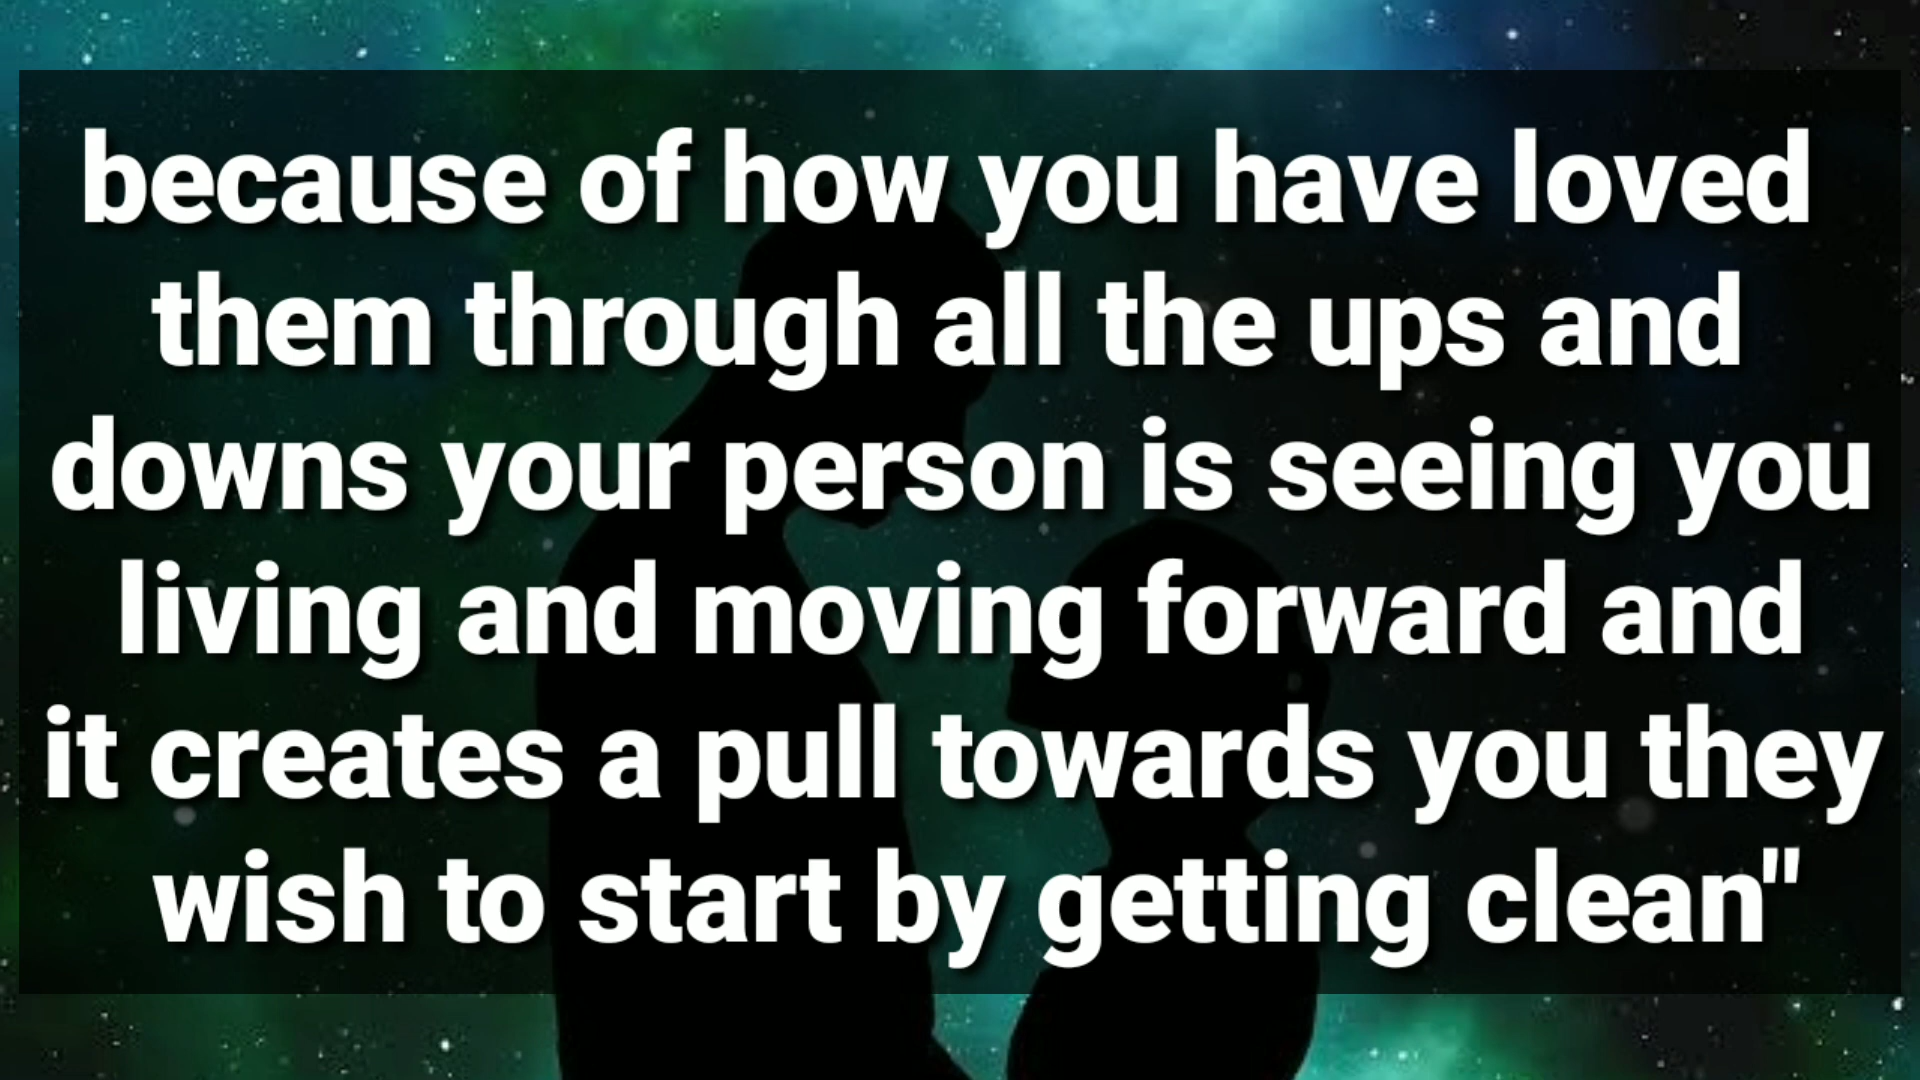 because of how you have loved
them through all the ups and
downs your person is seeing you
living and moving forward and
it creates a pull towards you they
wish to start by getting clean"